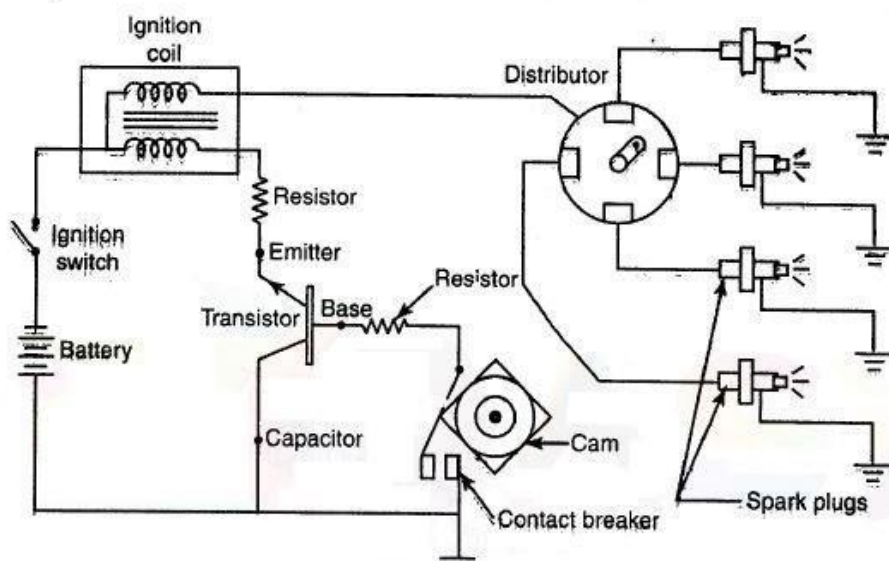 Ignition
coil
Distributor
Resistor
Ignition
switch
Emitter
Resistor
Transistor
Base
Battery
Capacitor
Cam
Contact breaker
Spark plugs